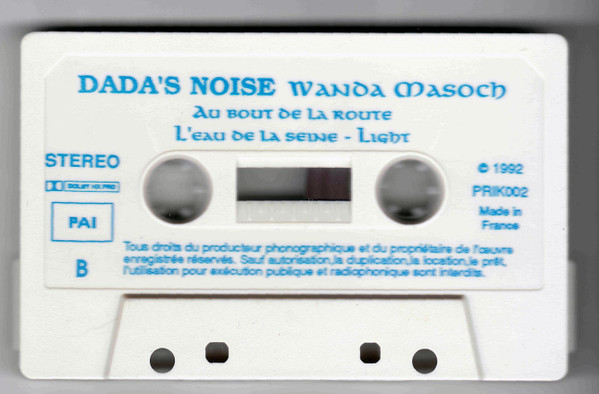 DADA'S NOISE Wanda Masoch
Au bout de la route
L'eau de la seine - Light
STEREO
DOLBY HX PRO
© 1992
PRIK002
PAI
Made in
France
B
Tous droits du producteur phonographique et du propriétaire de l'œuvre
enregistrée réservés. Sauf autorisation,la duplication,la location,le prêt,
l'utilisation pour exécution publique et radiophonique sont interdits.